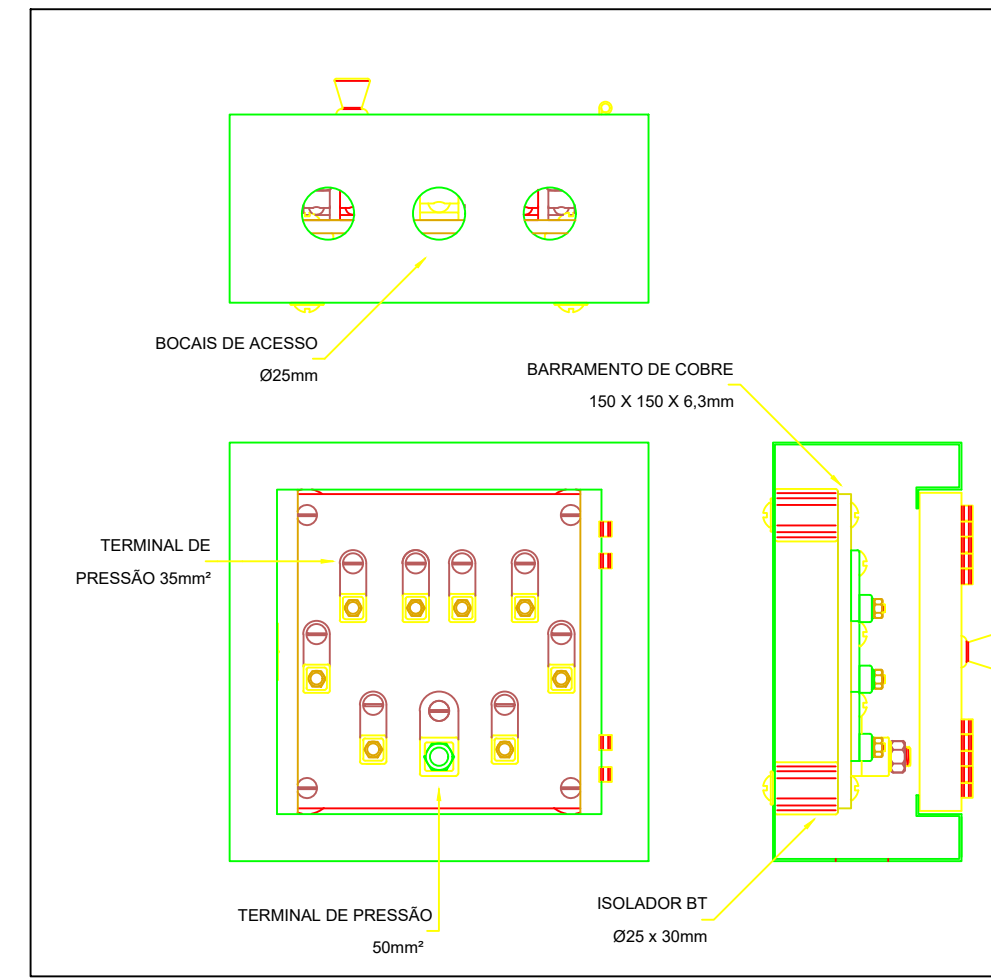 BOCAIS DE ACESSO
Ø25mm
BARRAMENTO DE COBRE
150 X 150 X 6,3mm
TERMINAL DE
PRESSÃO 35mm²
TERMINAL DE PRESSÃO
50mm²
ISOLADOR BT
Ø25 x 30mm